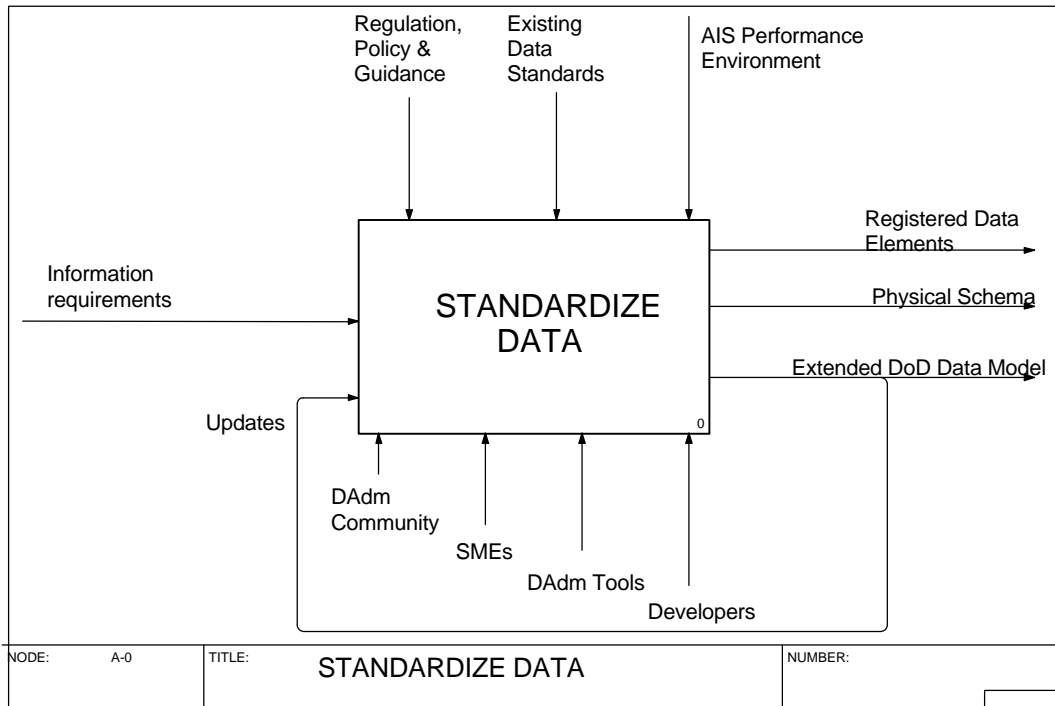 Regulation,
Policy &
Guidance
Existing
Data
Standards
AIS Performance
Environment
Registered Data
Elements
Information
requirements
Physical Schema
STANDARDIZE
DATA
Extended DoD Data Model
Updates
0
DAdm
Community
SMEs
DAdm Tools
Developers
NODE: A-0
TITLE: STANDARDIZE DATA
NUMBER: